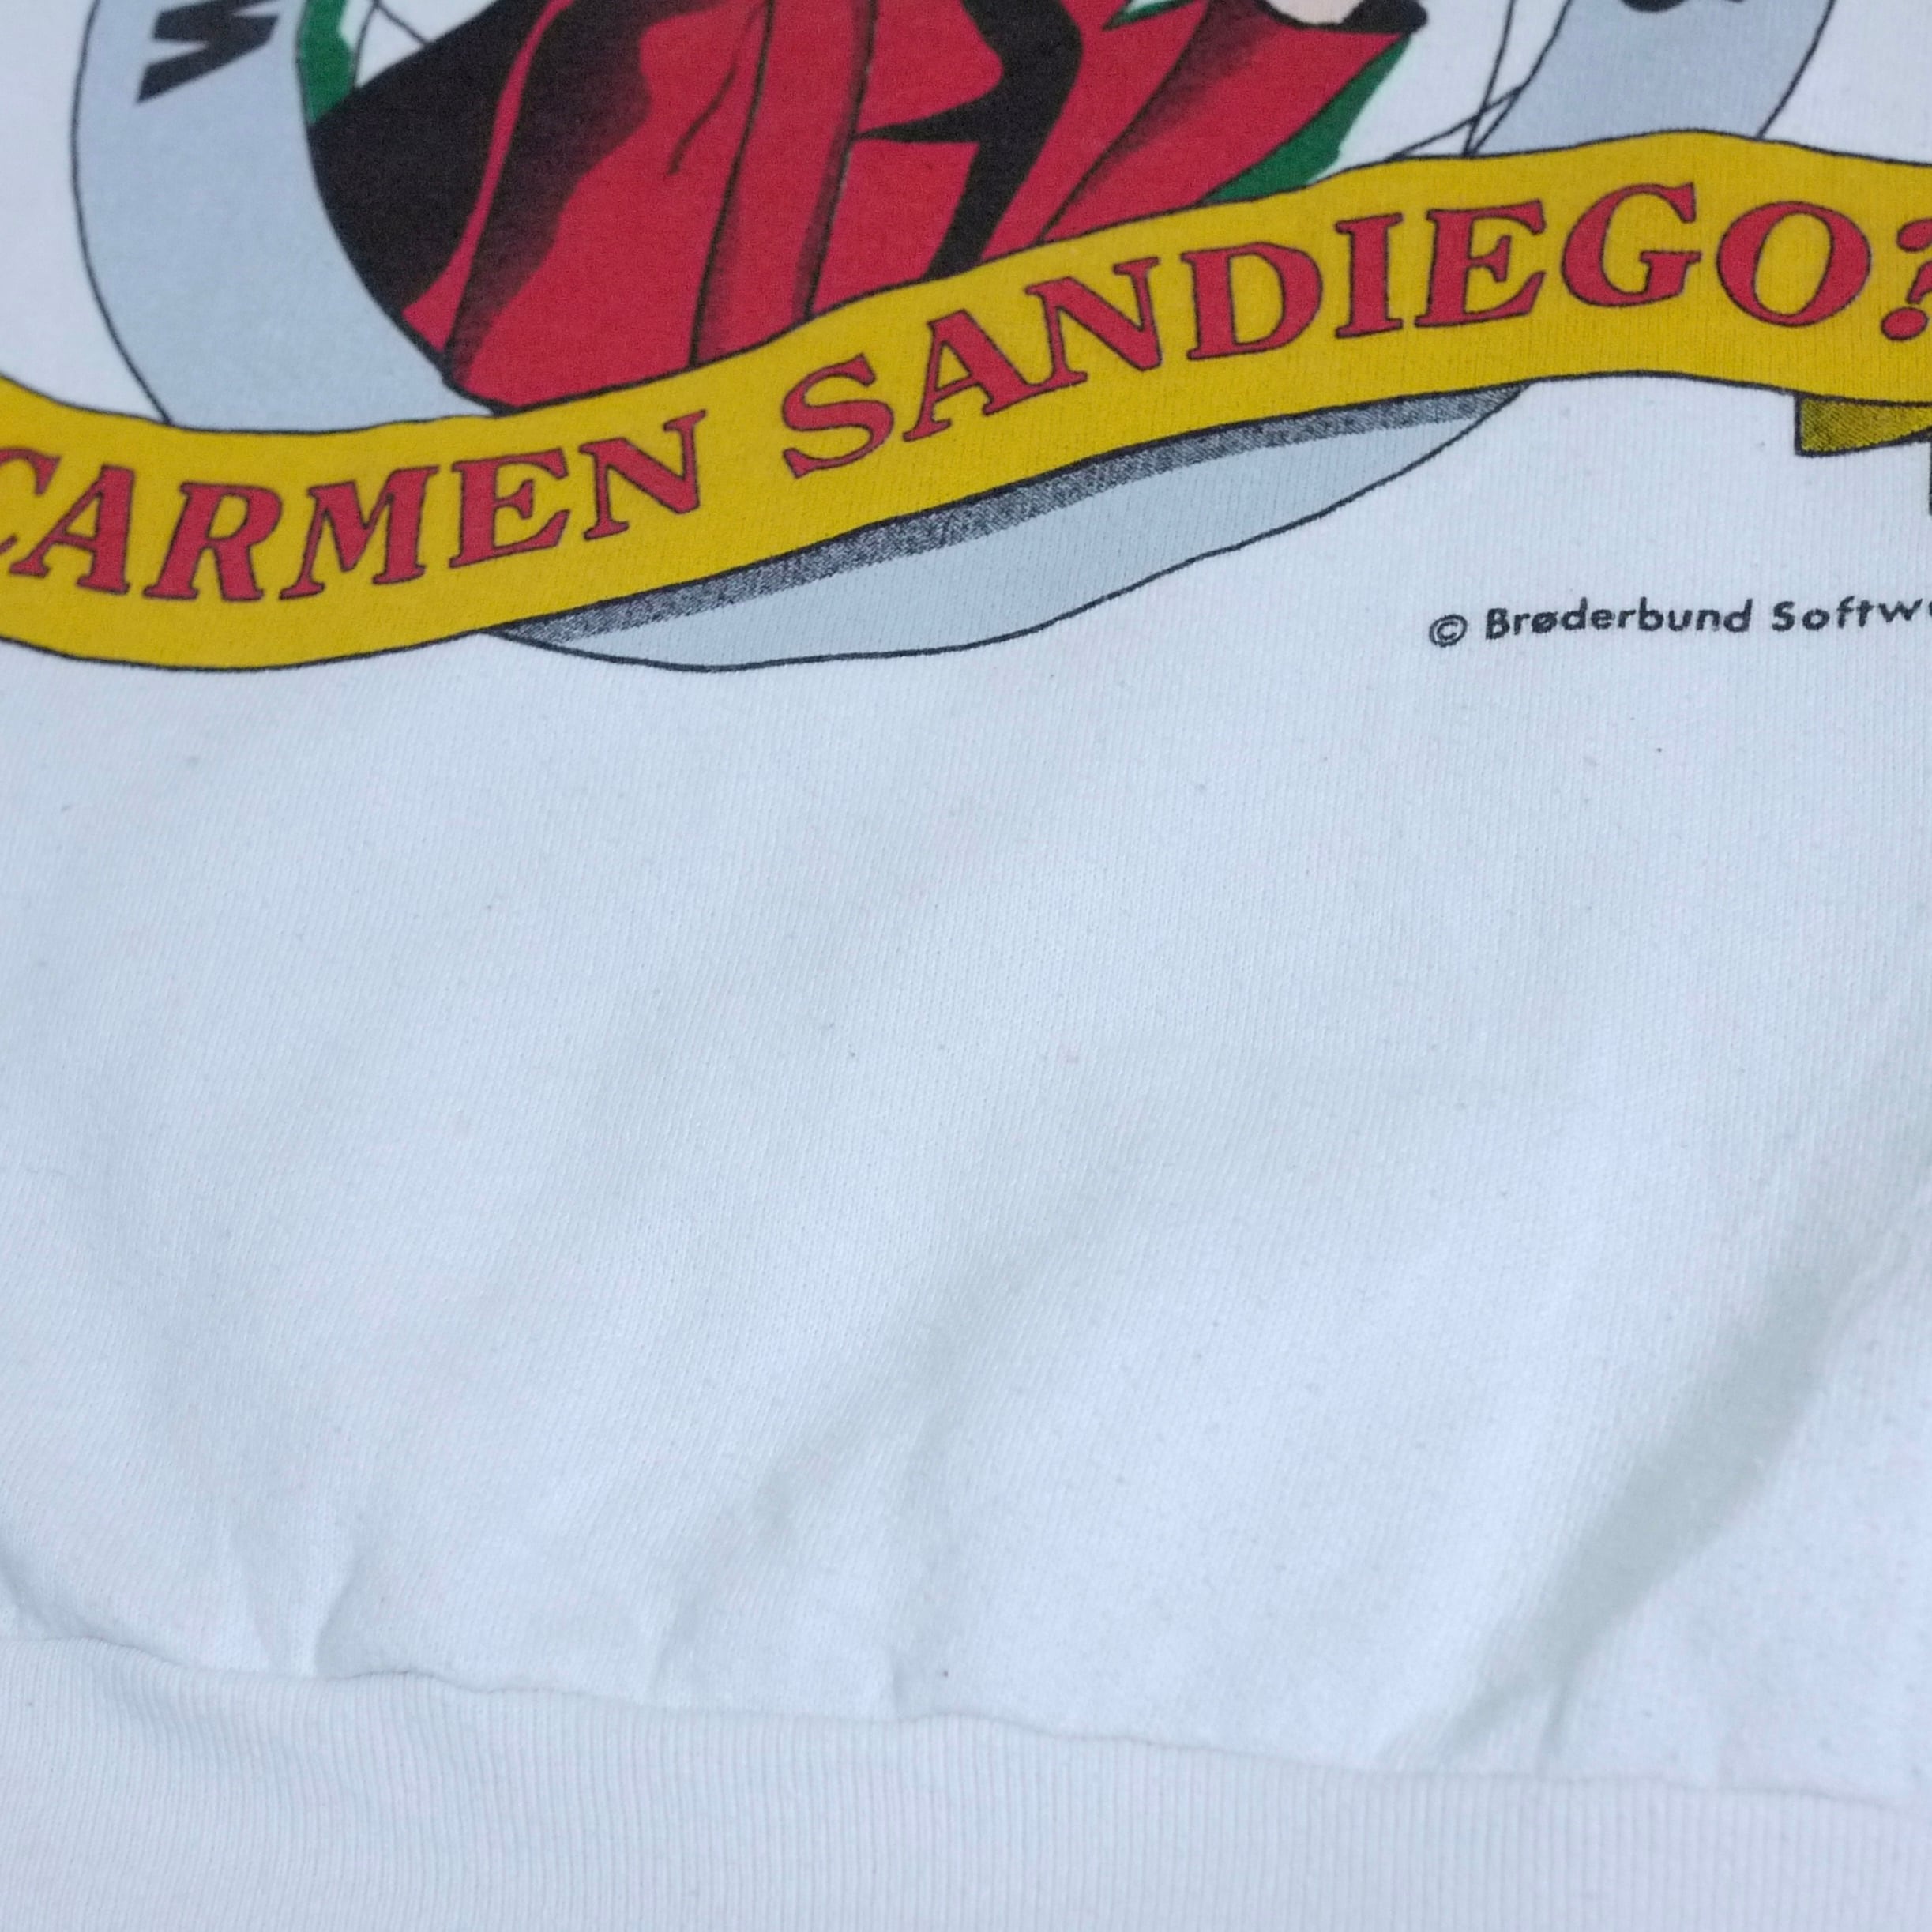 W
CARMEN SANDIEGO?
© Brøderbund